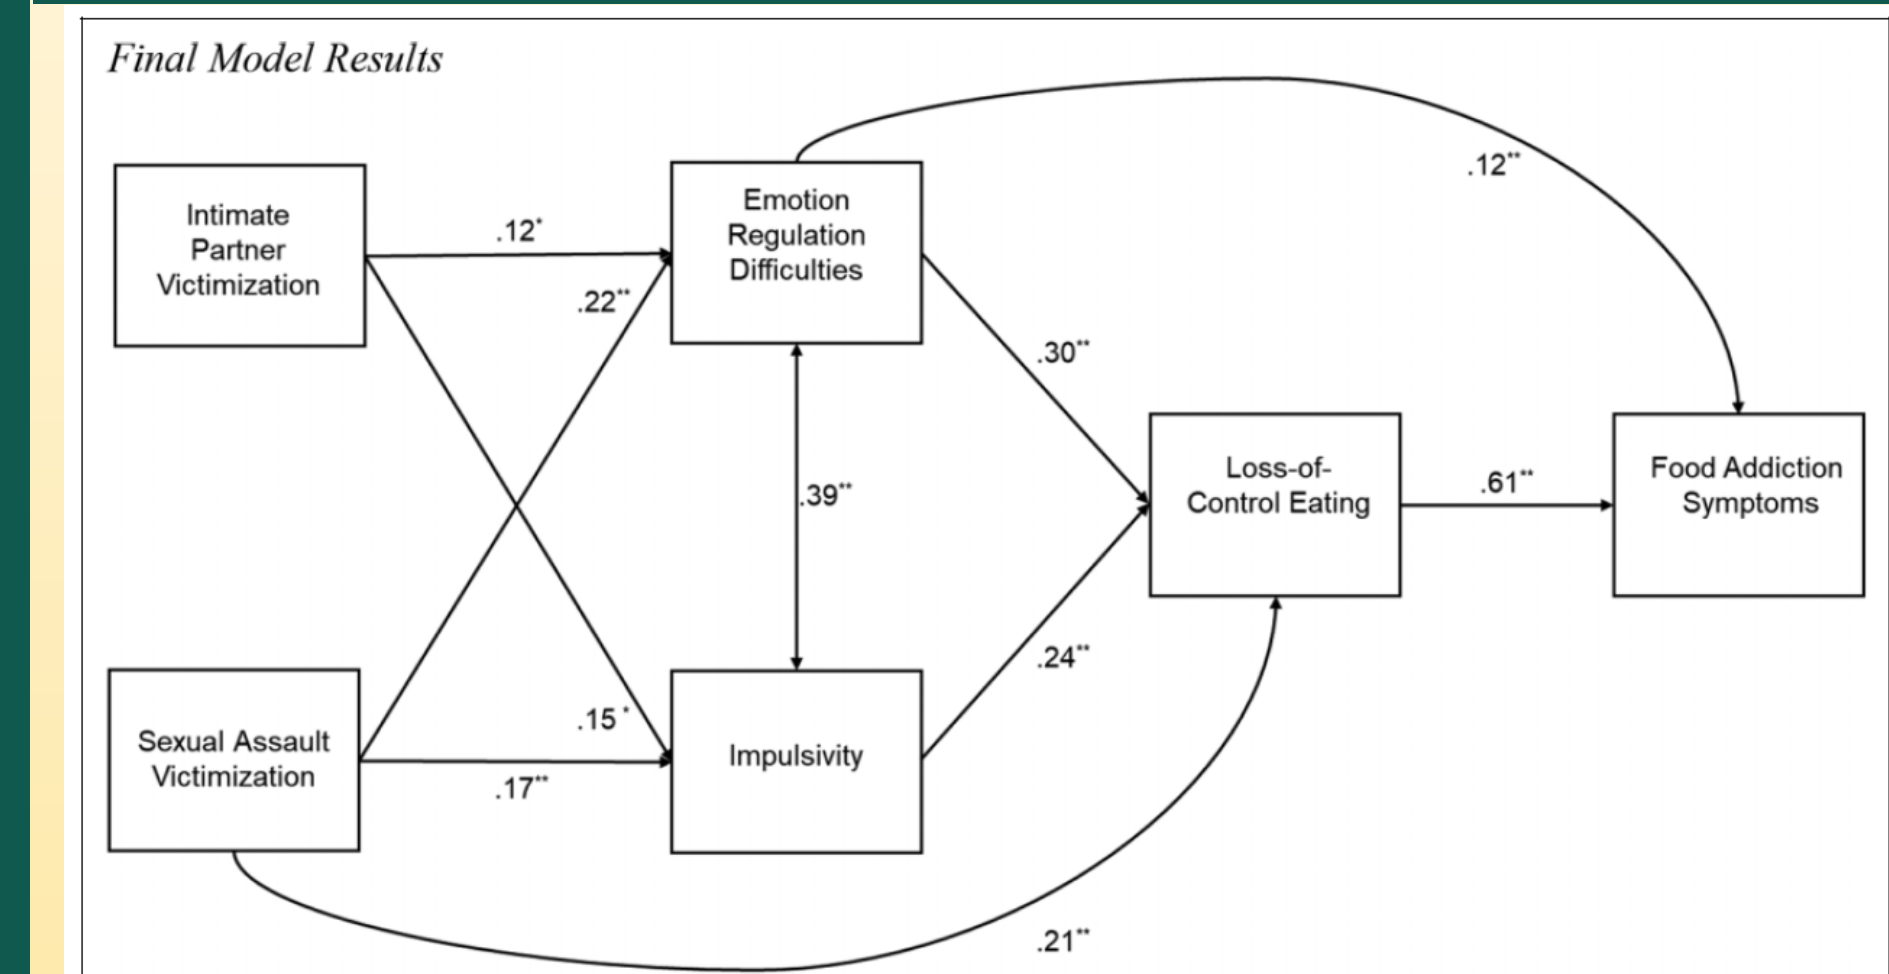 Final Model Results
Intimate
Partner
Victimization
.12*
.22**
Emotion
Regulation
Difficulties
.12**
.30**
.39**
Loss-of-
Control Eating
.61**
Food Addiction
Symptoms
Sexual Assault
Victimization
.15 *
.17**
Impulsivity
.24**
.21**